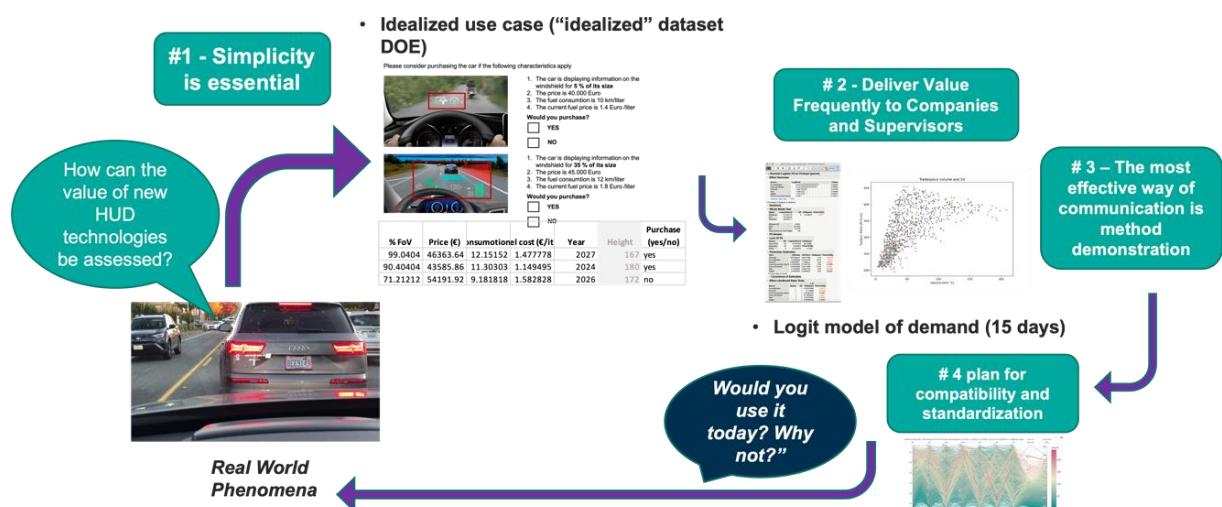 • Idealized use case (“idealized” dataset
DOE)
#1 - Simplicity
is essential
Please consider purchasing the car if the following characteristics apply
1. The car is displaying information on the
windshield for 5 % of its size
2. The price is 40.000 Euro
3. The fuel consumtion is 10 km/liter
4. The current fuel price is 1.4 Euro /liter
Would you purchase?
YES
NO
1. The car is displaying information on the
windshield for 35 % of its size
2. The price is 45.000 Euro
3. The fuel consumtion is 12 km/liter
4. The current fuel price is 1.8 Euro /liter
Would you purchase?
YES
NO
# 2 - Deliver Value
Frequently to Companies
and Supervisors
# 3 – The most
effective way of
communication is
method
demonstration
How can the
value of new
HUD
technologies
be assessed?
% FoV Price (€) onsumotion el cost (€/lit Year Height Purchase (yes/no)
99.0404 46363.64 12.15152 1.477778 2027 167 yes
90.40404 43585.86 11.30303 1.149495 2024 180 yes
71.21212 54191.92 9.181818 1.582828 2026 172 no
• Logit model of demand (15 days)
# 4 plan for
compatibility and
standardization
Would you
use it
today? Why
not?”
Real World
Phenomena